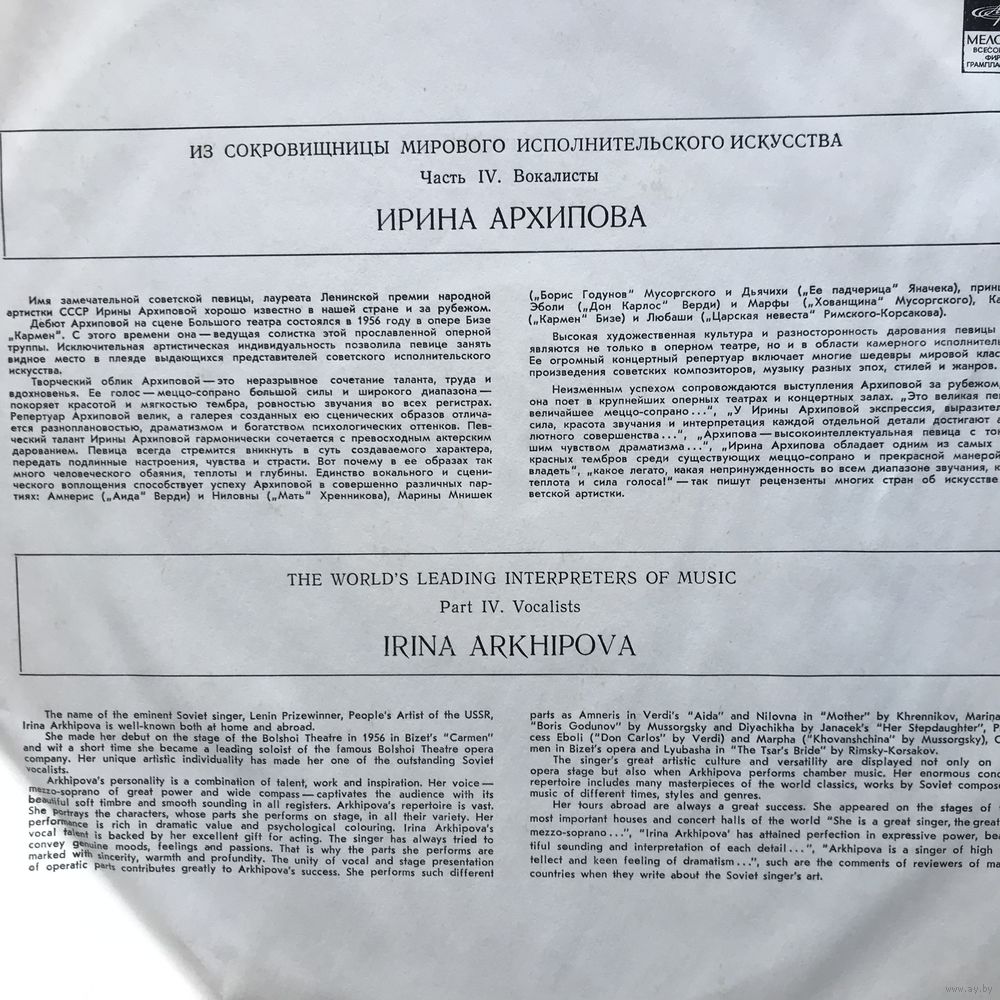 МЕЛО
ВСЕСО
ФИР
ГРАМПЛА
ИЗ СОКРОВИЩНИЦЫ МИРОВОГО ИСПОЛНИТЕЛЬСКОГО ИСКУССТВА
Часть IV. Вокалисты
ИРИНА АРХИПОВА
Имя замечательной советской певицы, лауреата Ленинской премии народной
артистки СССР Ирины Архиповой хорошо известно в нашей стране и за рубежом.
Дебют Архиповой на сцене Большого театра состоялся в 1956 году в опере Бизе
„Кармен“. С этого времени она — ведущая солистка этой прославленной оперной
труппы. Исключительная артистическая индивидуальность позволила певице занять
видное место в плеяде выдающихся представителей советского исполнительского
искусства.
Творческий облик Архиповой — это неразрывное сочетание таланта, труда и
вдохновенья. Ее голос — меццо-сопрано большой силы и широкого диапазона —
покоряет красотой и мягкостью тембра, ровностью звучания во всех регистрах.
Репертуар Архиповой велик, а галерея созданных ею сценических образов отлича-
ется разноплановостью, драматизмом и богатством психологических оттенков. Пев-
ческий талант Ирины Архиповой гармонически сочетается с превосходным актерским
дарованием. Певица всегда стремится вникнуть в суть создаваемого характера,
передать подлинные настроения, чувства и страсти. Вот почему в ее образах так
много человеческого обаяния, теплоты и глубины. Единство вокального и сцени-
ческого воплощения способствует успеху Архиповой в совершенно различных пар-
тиях: Амнерис („Аида“ Верди) и Ниловны („Мать“ Хренникова), Марины Мнишек
(„Борис Годунов“ Мусоргского и Дьячихи („Ее падчерица“ Яначека), принц
Эболи („Дон Карлос“ Верди) и Марфы („Хованщина“ Мусоргского), Ка
(„Кармен“ Бизе) и Любаши („Царская невеста“ Римского-Корсакова).
Высокая художественная культура и разносторонность дарования певицы
являются не только в оперном театре, но и в области камерного исполнитель
Ее огромный концертный репертуар включает многие шедевры мировой клас
произведения советских композиторов, музыку разных эпох, стилей и жанров.
Неизменным успехом сопровождаются выступления Архиповой за рубежом,
она поет в крупнейших оперных театрах и концертных залах. „Это великая пе
величайшее меццо-сопрано...“, „У Ирины Архиповой экспрессия, выразител
сила, красота звучания и интерпретация каждой отдельной детали достигают а
лютного совершенства...“, „Архипова — высокоинтеллектуальная певица с то
шим чувством драматизма...“, „Ирина Архипова обладает одним из самых
красных тембров среди существующих меццо-сопрано и прекрасной манерой
владеть“, „какое легато, какая непринужденность во всем диапазоне звучания, к
теплота и сила голоса!“ — так пишут рецензенты многих стран об искусстве
ветской артистки.
THE WORLD'S LEADING INTERPRETERS OF MUSIC
Part IV. Vocalists
IRINA ARKHIPOVA
The name of the eminent Soviet singer, Lenin Prizewinner, People's Artist of the USSR,
Irina Arkhipova is well-known both at home and abroad.
She made her debut on the stage of the Bolshoi Theatre in 1956 in Bizet's “Carmen”
and wit a short time she became a leading soloist of the famous Bolshoi Theatre opera
company. Her unique artistic individuality has made her one of the outstanding Soviet
vocalists.
Arkhipova's personality is a combination of talent, work and inspiration. Her voice —
mezzo-soprano of great power and wide compass — captivates the audience with its
beautiful soft timbre and smooth sounding in all registers. Arkhipova's repertoire is vast.
She portrays the characters, whose parts she performs on stage, in all their variety. Her
performance is rich in dramatic value and psychological colouring. Irina Arkhipova's
vocal talent is backed by her excellent gift for acting. The singer has always tried to
convey genuine moods, feelings and passions. That is why the parts she performs are
marked with sincerity, warmth and profundity. The unity of vocal and stage presentation
of operatic parts contributes greatly to Arkhipova's success. She performs such different
parts as Amneris in Verdi's “Aida” and Nilovna in “Mother” by Khrennikov, Marina
“Boris Godunov” by Mussorgsky and Diyachikha by Janacek's “Her Stepdaughter”, P
cess Eboli (“Don Carlos” by Verdi) and Marpha (“Khovanshchina” by Mussorgsky), C
men in Bizet's opera and Lyubasha in “The Tsar's Bride” by Rimsky-Korsakov.
The singer's great artistic culture and versatility are displayed not only on
opera stage but also when Arkhipova performs chamber music. Her enormous conc
repertoire includes many masterpieces of the world classics, works by Soviet compose
music of different times, styles and genres.
Her tours abroad are always a great success. She appeared on the stages of
most important houses and concert halls of the world “She is a great singer, the great
mezzo-soprano...”, “Irina Arkhipova' has attained perfection in expressive power, bea
tiful sounding and interpretation of each detail...”, “Arkhipova is a singer of high
tellect and keen feeling of dramatism...”, such are the comments of reviewers of ma
countries when they write about the Soviet singer's art.
www.ay.by